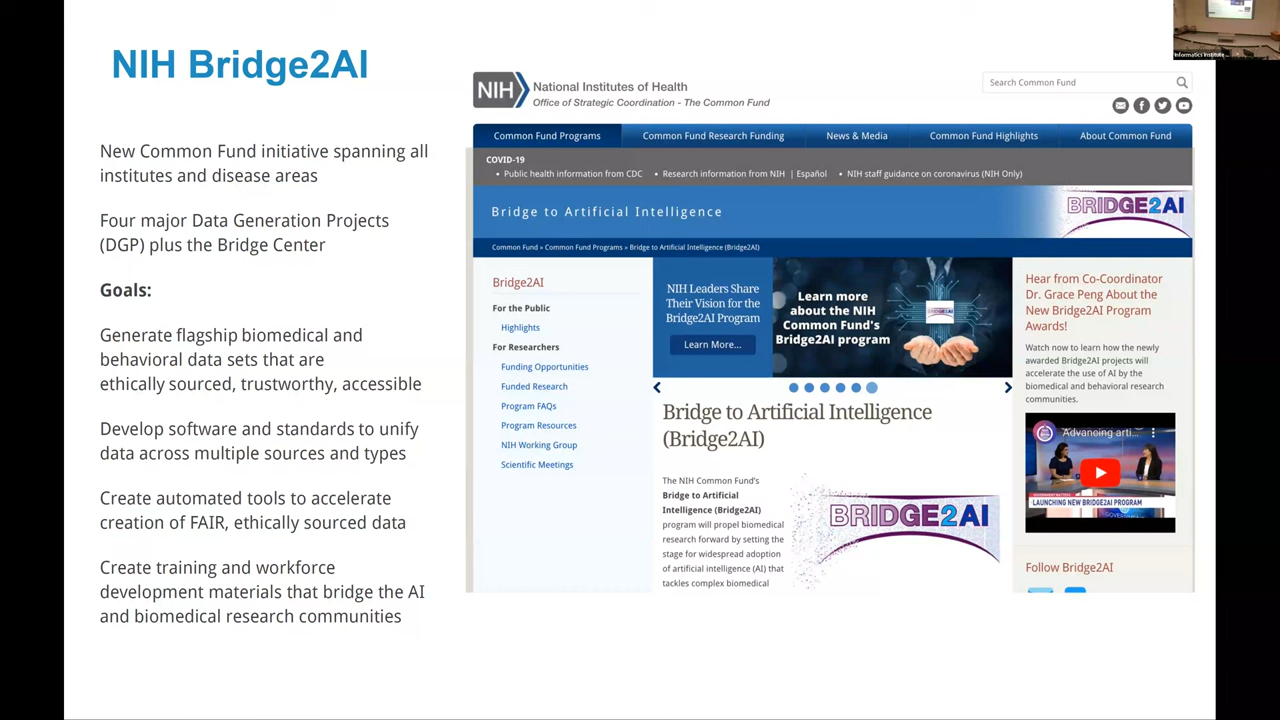 NIH Bridge2AI
New Common Fund initiative spanning all
institutes and disease areas
Four major Data Generation Projects
(DGP) plus the Bridge Center
Goals:
Generate flagship biomedical and
behavioral data sets that are
ethically sourced, trustworthy, accessible
Develop software and standards to unify
data across multiple sources and types
Create automated tools to accelerate
creation of FAIR, ethically sourced data
Create training and workforce
development materials that bridge the AI
and biomedical research communities
NIH
National Institutes of Health
Office of Strategic Coordination - The Common Fund
Search Common Fund
Common Fund Programs
Common Fund Research Funding
News & Media
Common Fund Highlights
About Common Fund
COVID-19
• Public health information from CDC • Research information from NIH | Español • NIH staff guidance on coronavirus (NIH Only)
Bridge to Artificial Intelligence
BRIDGE2AI
Common Fund » Common Fund Programs » Bridge to Artificial Intelligence (Bridge2AI)
Bridge2AI
For the Public
Highlights
For Researchers
Funding Opportunities
Funded Research
Program FAQs
Program Resources
NIH Working Group
Scientific Meetings
NIH Leaders Share
Their Vision for the
Bridge2AI Program
Learn More...
Learn more
about the NIH
Common Fund's
Bridge2AI program
BRIDGE2AI
Bridge to Artificial Intelligence
(Bridge2AI)
The NIH Common Fund's
Bridge to Artificial
Intelligence (Bridge2AI)
program will propel biomedical
research forward by setting the
stage for widespread adoption
of artificial intelligence (AI) that
tackles complex biomedical
BRIDGE2AI
Hear from Co-Coordinator
Dr. Grace Peng About the
New Bridge2AI Program
Awards!
Watch now to learn how the newly
awarded Bridge2AI projects will
accelerate the use of AI by the
biomedical and behavioral research
communities.
Advancing arti...
LAUNCHING NEW BRIDGE2AI PROGRAM
Follow Bridge2AI
Informatics Institute